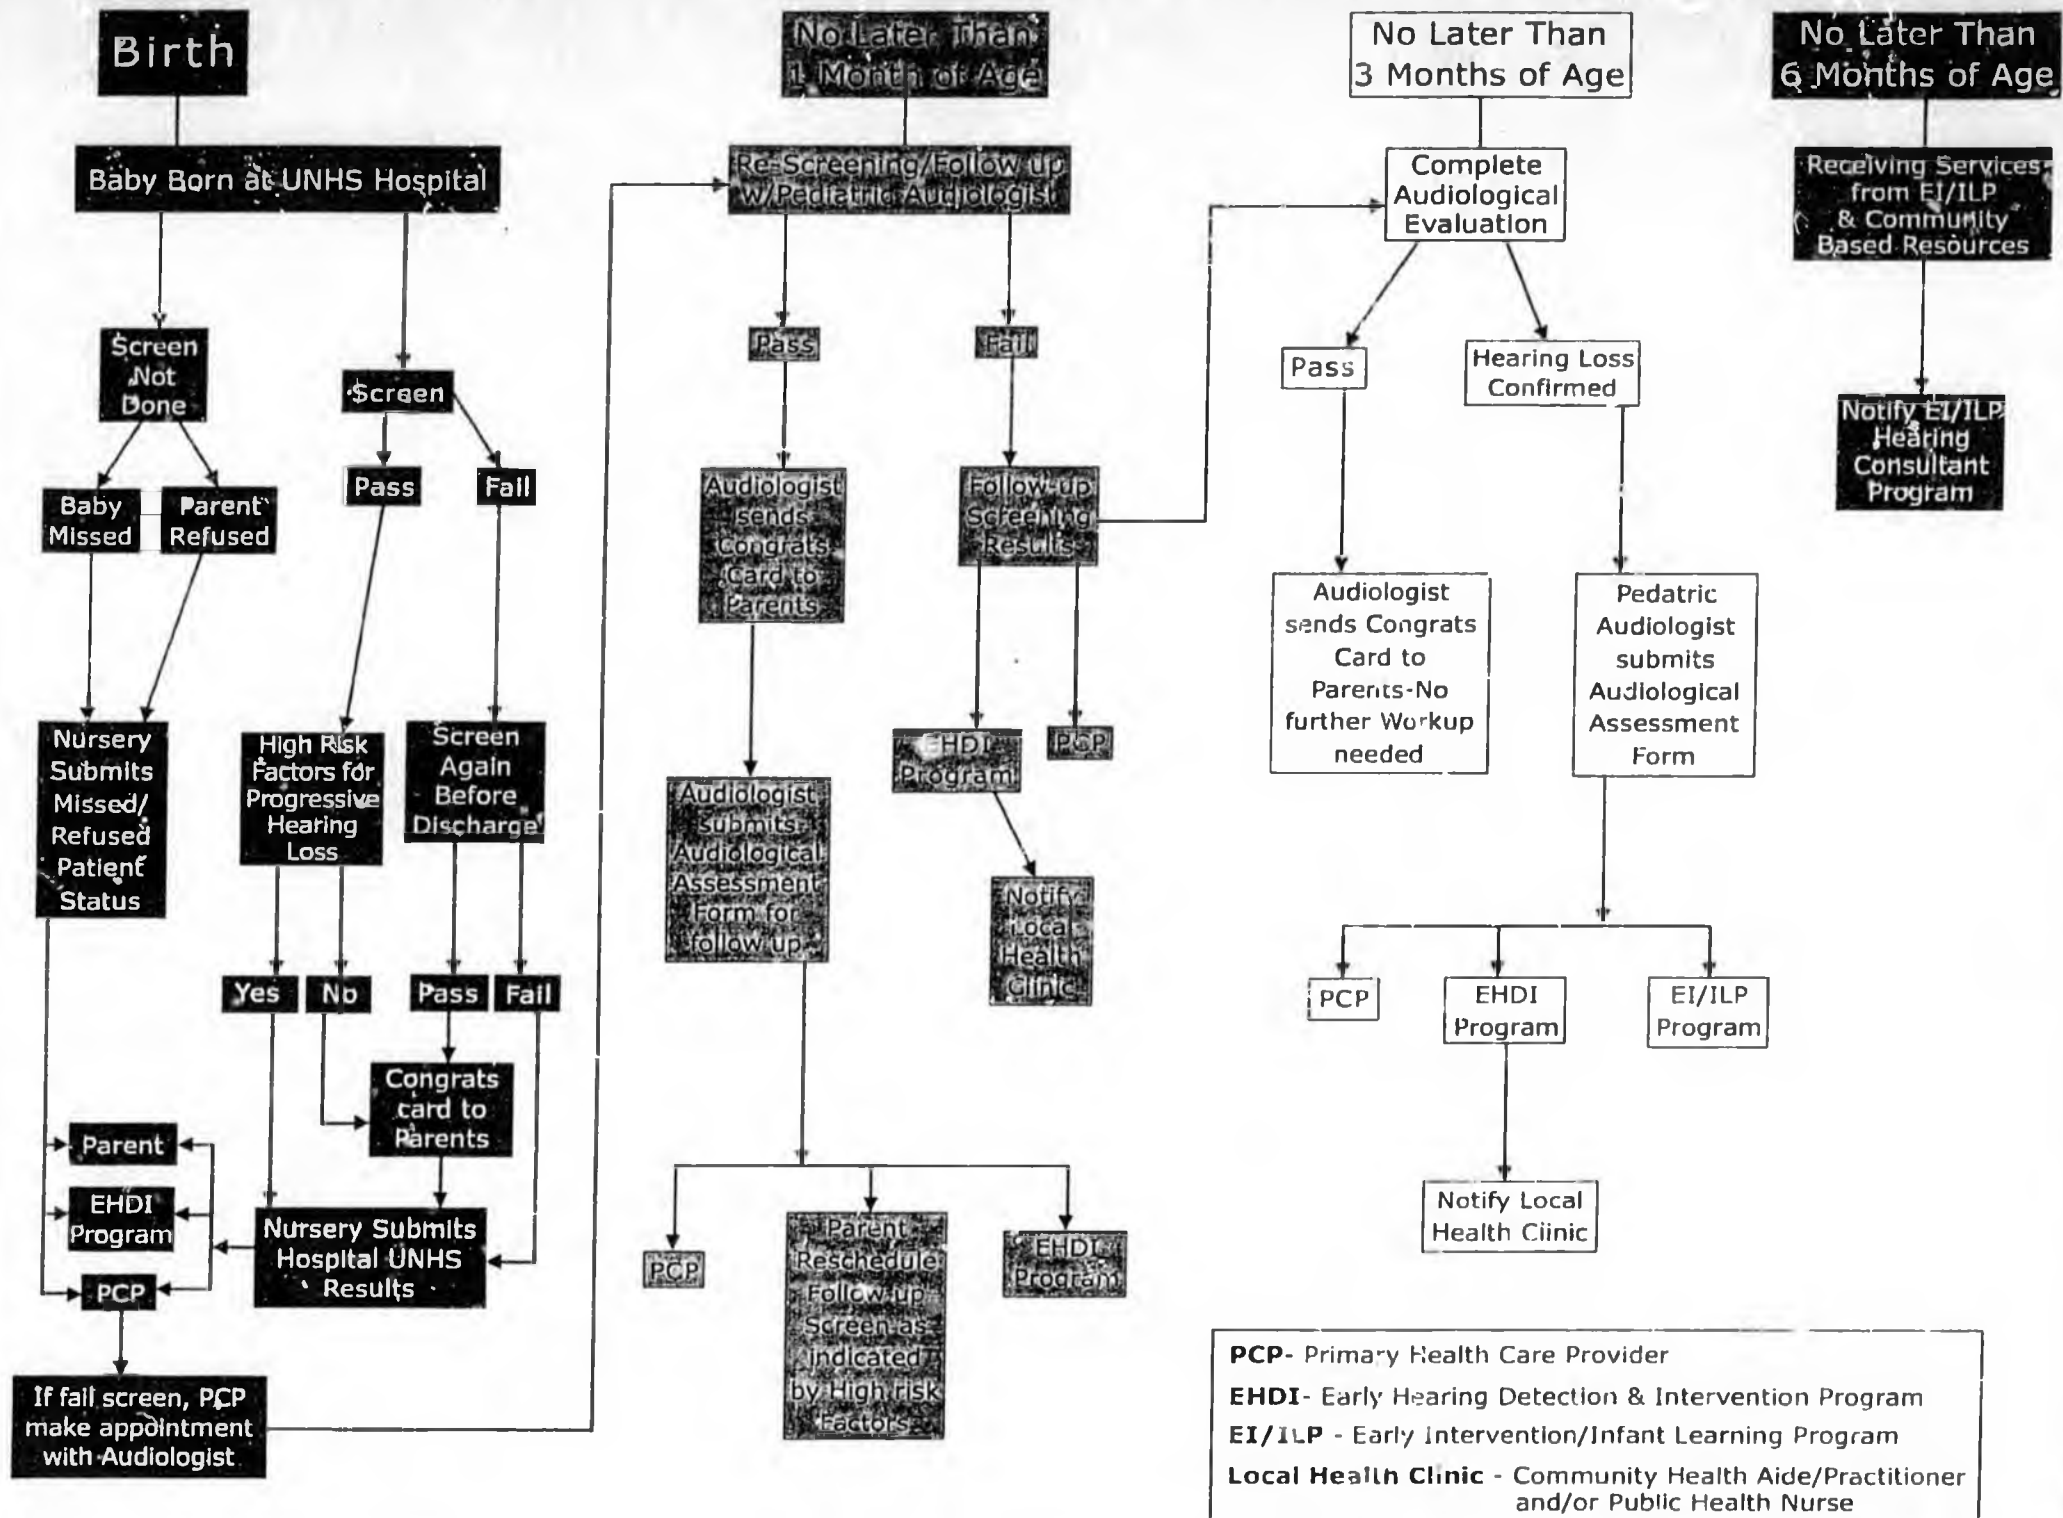 Birth
Baby Born at UNHS Hospital
Screen
Not
Done
Screen
Baby
Missed
Parent
Refused
Pass
Fail
Nursery
Submits
Missed/
Refused
Patient
Status
High Risk
Factors for
Progressive
Hearing
Loss
Screen
Again
Before
Discharge
Yes
No
Pass
Fail
Congrats
card to
Parents
Parent
EHDI
Program
PCP
Nursery Submits
Hospital UNHS
Results
If fail screen, PCP
make appointment
with Audiologist
No Later Than
1 Month of Age
Re-Screening/Follow up
w/Pediatric Audiologist
Pass
Fail
Audiologist
sends
Congrats
Card to
Parents
Follow-up
Screening
Results
EHDI
Program
PCP
Audiologist
submits
Audiological
Assessment
Form for
follow up
Notify
Local
Health
Clinic
PCP
Parent
Reschedule
Follow up
Screen as
indicated
by High risk
Factors
EHDI
Program
No Later Than
3 Months of Age
Complete
Audiological
Evaluation
Pass
Hearing Loss
Confirmed
Audiologist
sends Congrats
Card to
Parents-No
further Workup
needed
Pedatric
Audiologist
submits
Audiological
Assessment
Form
PCP
EHDI
Program
EI/ILP
Program
Notify Local
Health Clinic
No Later Than
6 Months of Age
Receiving Services
from EI/ILP
& Community
Based Resources
Notify EI/ILP
Hearing
Consultant
Program
PCP- Primary Health Care Provider
EHDI- Early Hearing Detection & Intervention Program
EI/ILP - Early Intervention/Infant Learning Program
Local Health Clinic - Community Health Aide/Practitioner
and/or Public Health Nurse